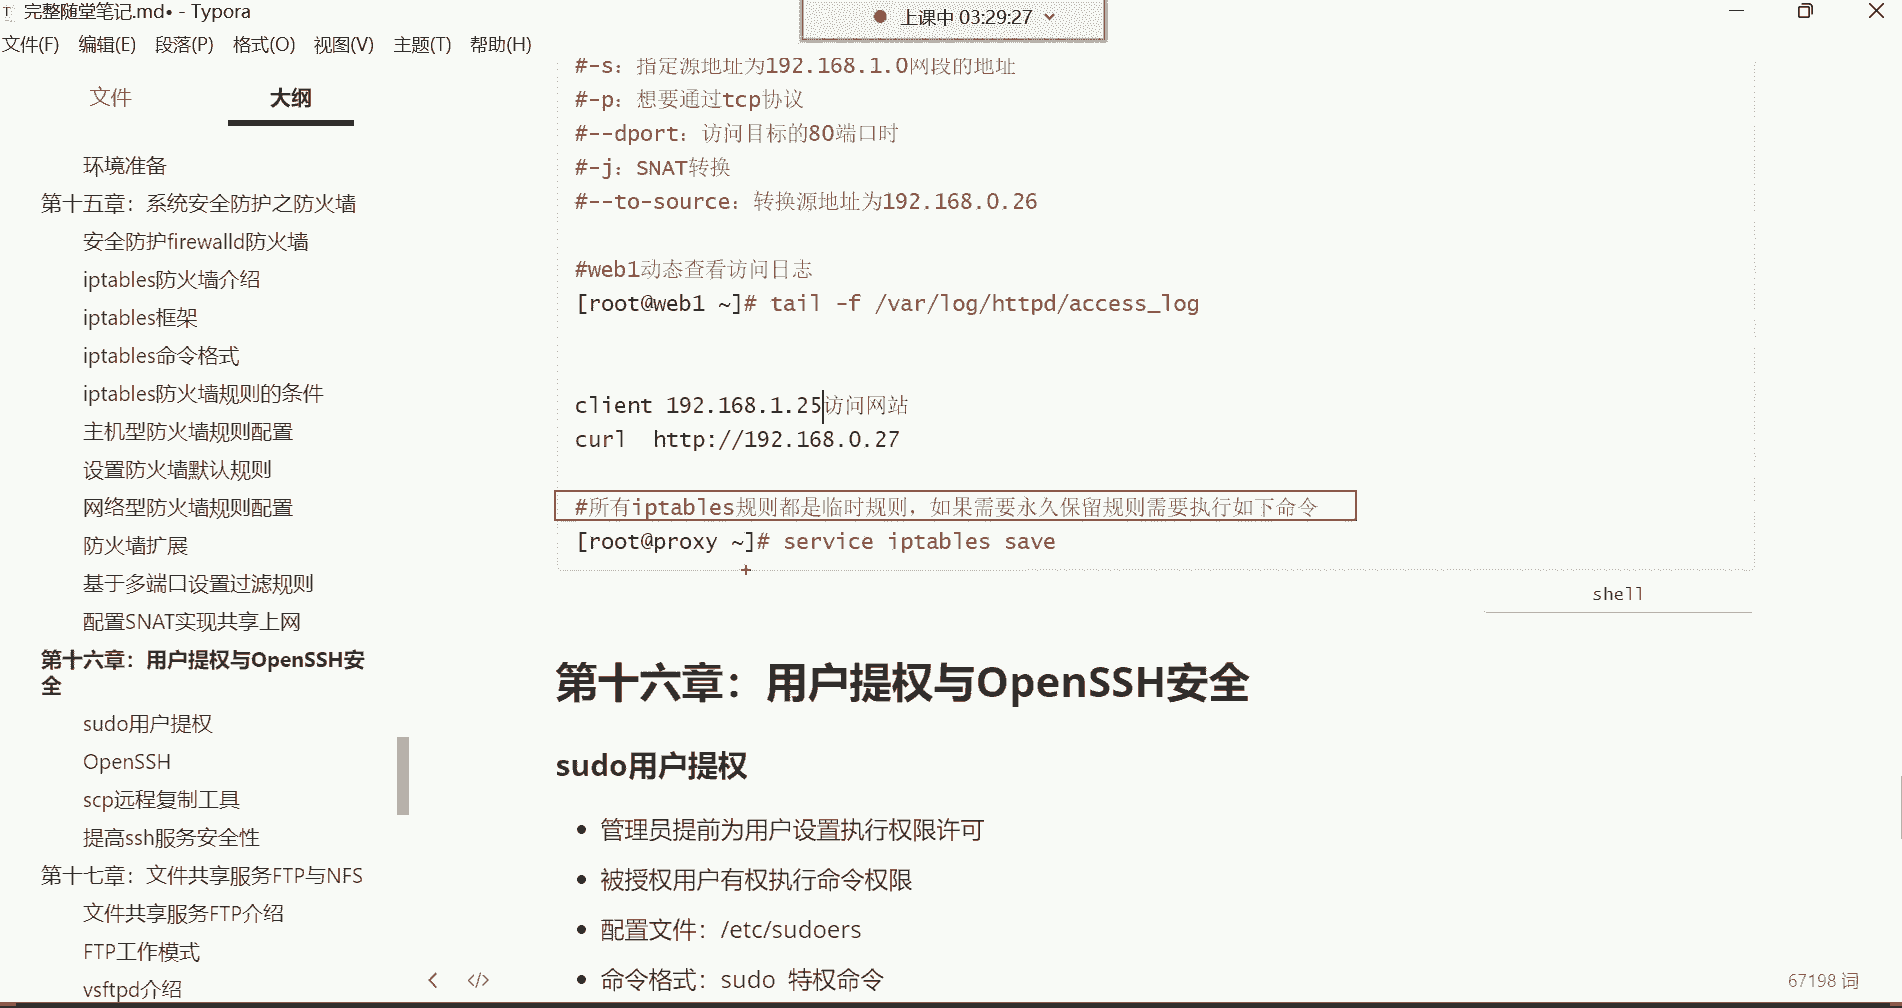 完整随堂笔记.md• - Typora
上课中 03:29:27
文件(F) 编辑(E) 段落(P) 格式(O) 视图(V) 主题(T) 帮助(H)
文件 大纲
环境准备
第十五章：系统安全防护之防火墙
安全防护firewalld防火墙
iptables防火墙介绍
iptables框架
iptables命令格式
iptables防火墙规则的条件
主机型防火墙规则配置
设置防火墙默认规则
网络型防火墙规则配置
防火墙扩展
基于多端口设置过滤规则
配置SNAT实现共享上网
第十六章：用户提权与OpenSSH安
全
sudo用户提权
OpenSSH
scp远程复制工具
提高ssh服务安全性
第十七章：文件共享服务FTP与NFS
文件共享服务FTP介绍
FTP工作模式
vsftpd介绍
#-s：指定源地址为192.168.1.0网段的地址
#-p：想要通过tcp协议
#--dport：访问目标的80端口时
#-j：SNAT转换
#--to-source：转换源地址为192.168.0.26
#web1动态查看访问日志
[root@web1 ~]# tail -f /var/log/httpd/access_log
client 192.168.1.25访问网站
curl  http://192.168.0.27
#所有iptables规则都是临时规则，如果需要永久保留规则需要执行如下命令
[root@proxy ~]# service iptables save
shell
第十六章：用户提权与OpenSSH安全
sudo用户提权
• 管理员提前为用户设置执行权限许可
• 被授权用户有权执行命令权限
• 配置文件：/etc/sudoers
• 命令格式：sudo 特权命令
67198 词